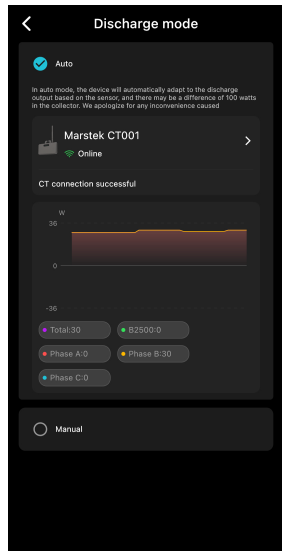 Discharge mode
Auto
In auto mode, the device will automatically adapt to the discharge
output based on the sensor, and there may be a difference of 100 watts
in the collector. We apologize for any inconvenience caused
Marstek CT001
Online
CT connection successful
W
36
0
-36
Total:30
B2500:0
Phase A:0
Phase B:30
Phase C:0
Manual